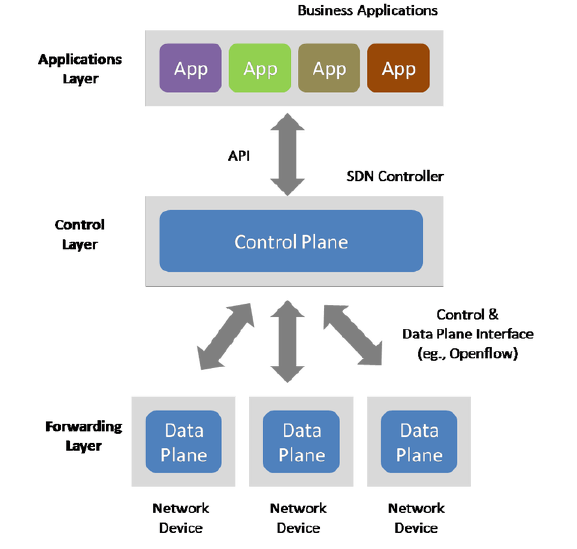 Business Applications
Applications
Layer
App App App App
API
SDN Controller
Control
Layer
Control Plane
Control &
Data Plane Interface
(eg., Openflow)
Forwarding
Layer
Data Data Data
Plane Plane Plane
Network Network Network
Device Device Device